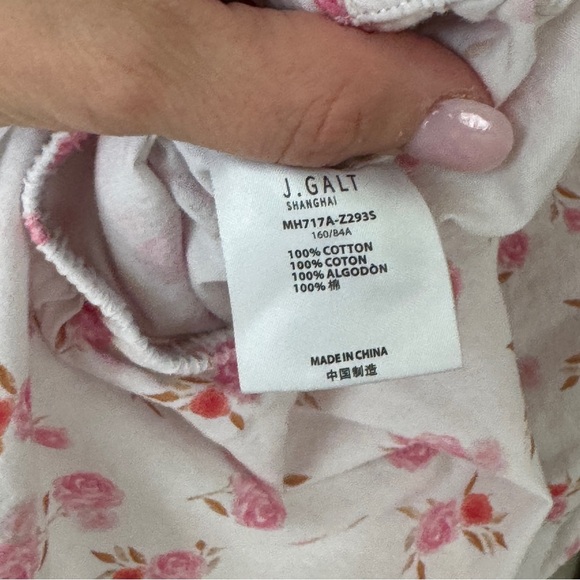 J.GALT
SHANGHAI
MH717A-Z293S
160/84A
100% COTTON
100% COTON
100% ALGODÒN
100% 棉
MADE IN CHINA
中国制造